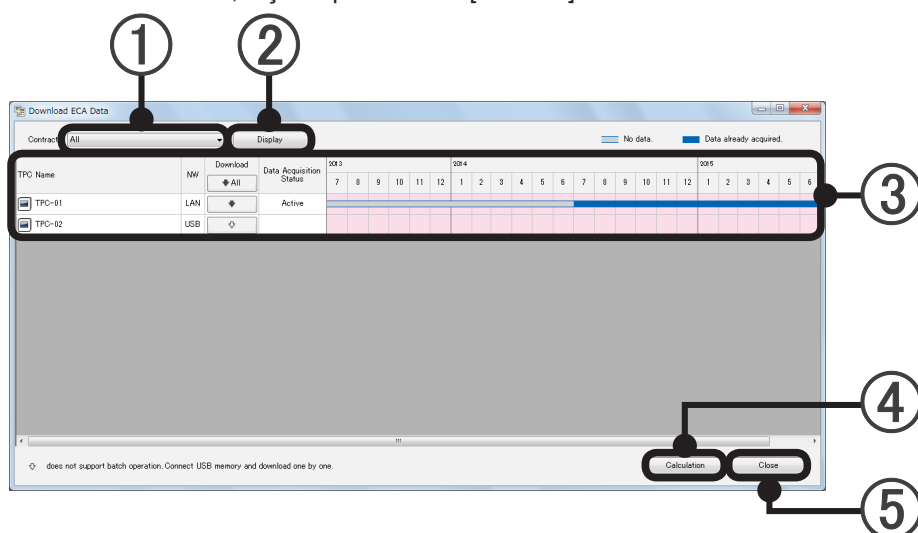 ① ②
Download ECA Data
Contract All Display No data. Data already acquired.
TPC Name NW Download All Data Acquisition Status 2013 2014 2015
7 8 9 10 11 12 1 2 3 4 5 6 7 8 9 10 11 12 1 2 3 4 5 6
③
TPC-01 LAN Active
TPC-02 USB
④
does not support batch operation. Connect USB memory and download one by one. Calculation Close
⑤